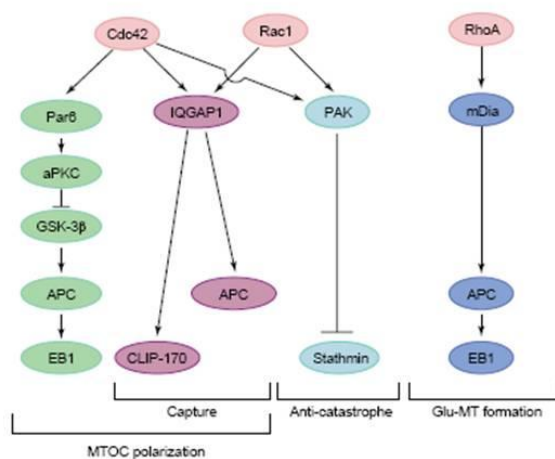 Cdc42
Rac1
RhoA
Par6
IQGAP1
PAK
mDia
aPKC
GSK-3β
APC
APC
APC
EB1
CLIP-170
Stathmin
EB1
Capture
Anti-catastrophe
Glu-MT formation
MTOC polarization